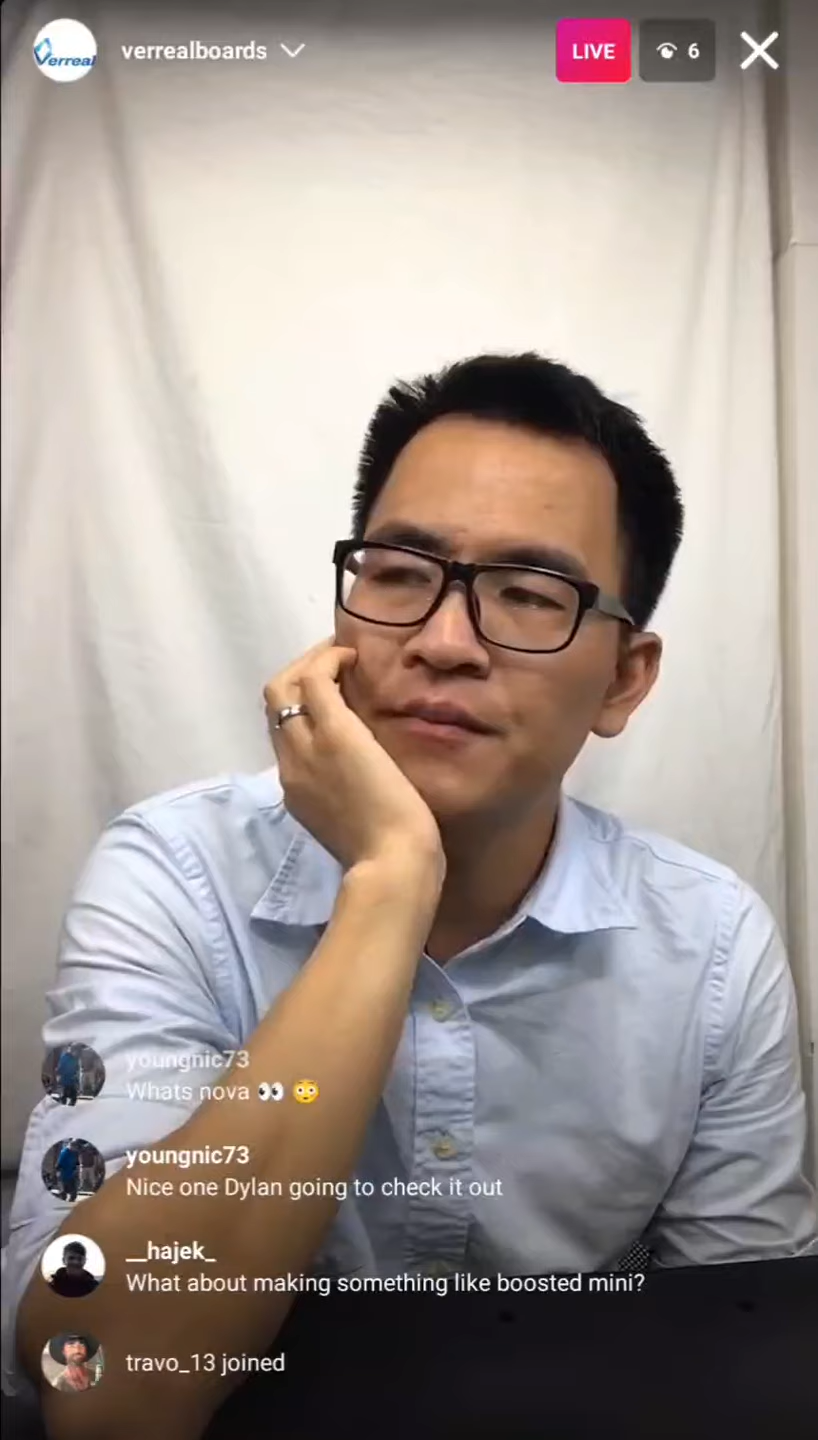 Verreal
verrealboards
LIVE
6
youngnic73
Whats nova 👀 😳
youngnic73
Nice one Dylan going to check it out
__hajek_
What about making something like boosted mini?
travo_13 joined